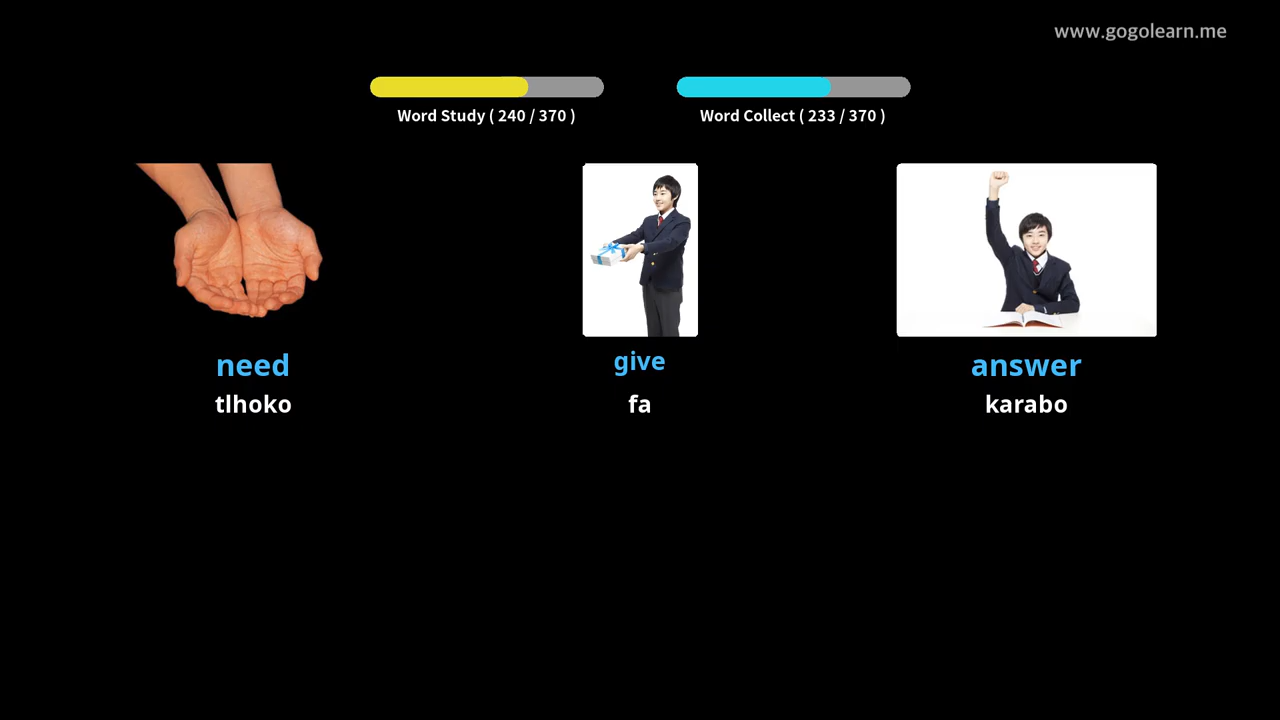 www.gogolearn.me
Word Study ( 240 / 370 )
Word Collect ( 233 / 370 )
need
give
answer
tlhoko
fa
karabo